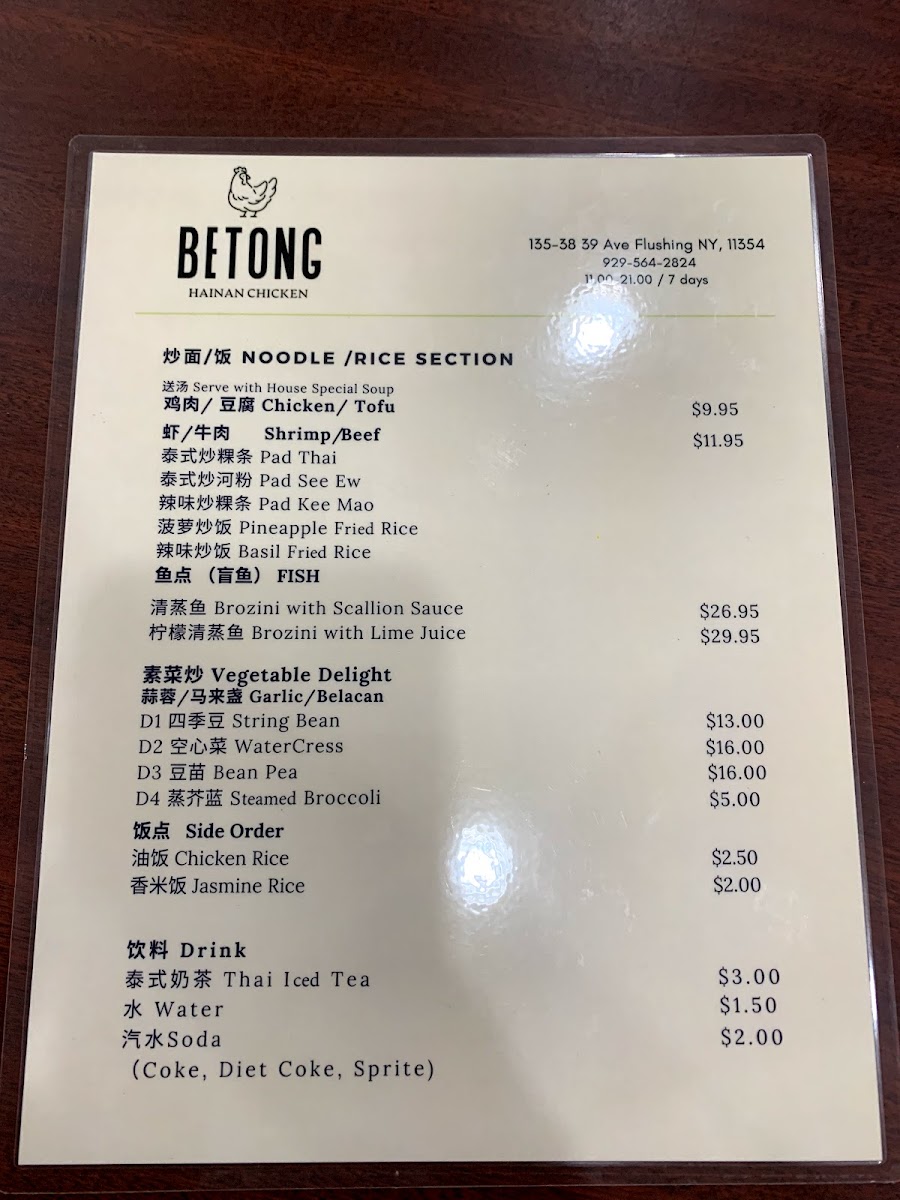 BETONG
HAINAN CHICKEN
135-38 39 Ave Flushing NY, 11354
929-564-2824
11.00-21.00 / 7 days
炒面/饭 NOODLE /RICE SECTION
送汤 Serve with House Special Soup
鸡肉/ 豆腐 Chicken/ Tofu $9.95
虾/牛肉 Shrimp/Beef $11.95
泰式炒粿条 Pad Thai
泰式炒河粉 Pad See Ew
辣味炒粿条 Pad Kee Mao
菠萝炒饭 Pineapple Fried Rice
辣味炒饭 Basil Fried Rice
鱼点 （盲鱼） FISH
清蒸鱼 Brozini with Scallion Sauce $26.95
柠檬清蒸鱼 Brozini with Lime Juice $29.95
素菜炒 Vegetable Delight
蒜蓉/马来盏 Garlic/Belacan
D1 四季豆 String Bean $13.00
D2 空心菜 WaterCress $16.00
D3 豆苗 Bean Pea $16.00
D4 蒸芥蓝 Steamed Broccoli $5.00
饭点 Side Order
油饭 Chicken Rice $2.50
香米饭 Jasmine Rice $2.00
饮料 Drink
泰式奶茶 Thai Iced Tea $3.00
水 Water $1.50
汽水Soda $2.00
(Coke, Diet Coke, Sprite)